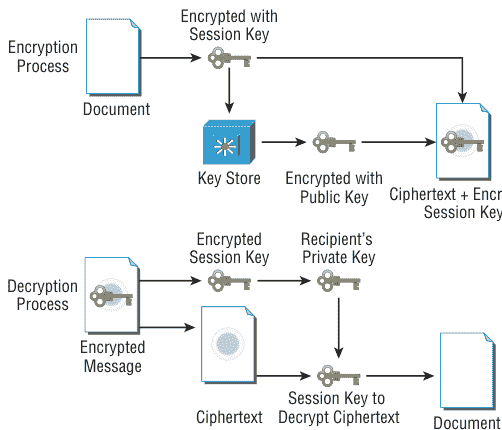 Encryption
Process
Encrypted with
Session Key
Document
Key Store
Encrypted with
Public Key
Ciphertext + Encr
Session Key
Decryption
Process
Encrypted
Session Key
Recipient's
Private Key
Encrypted
Message
Ciphertext
Session Key to
Decrypt Ciphertext
Document